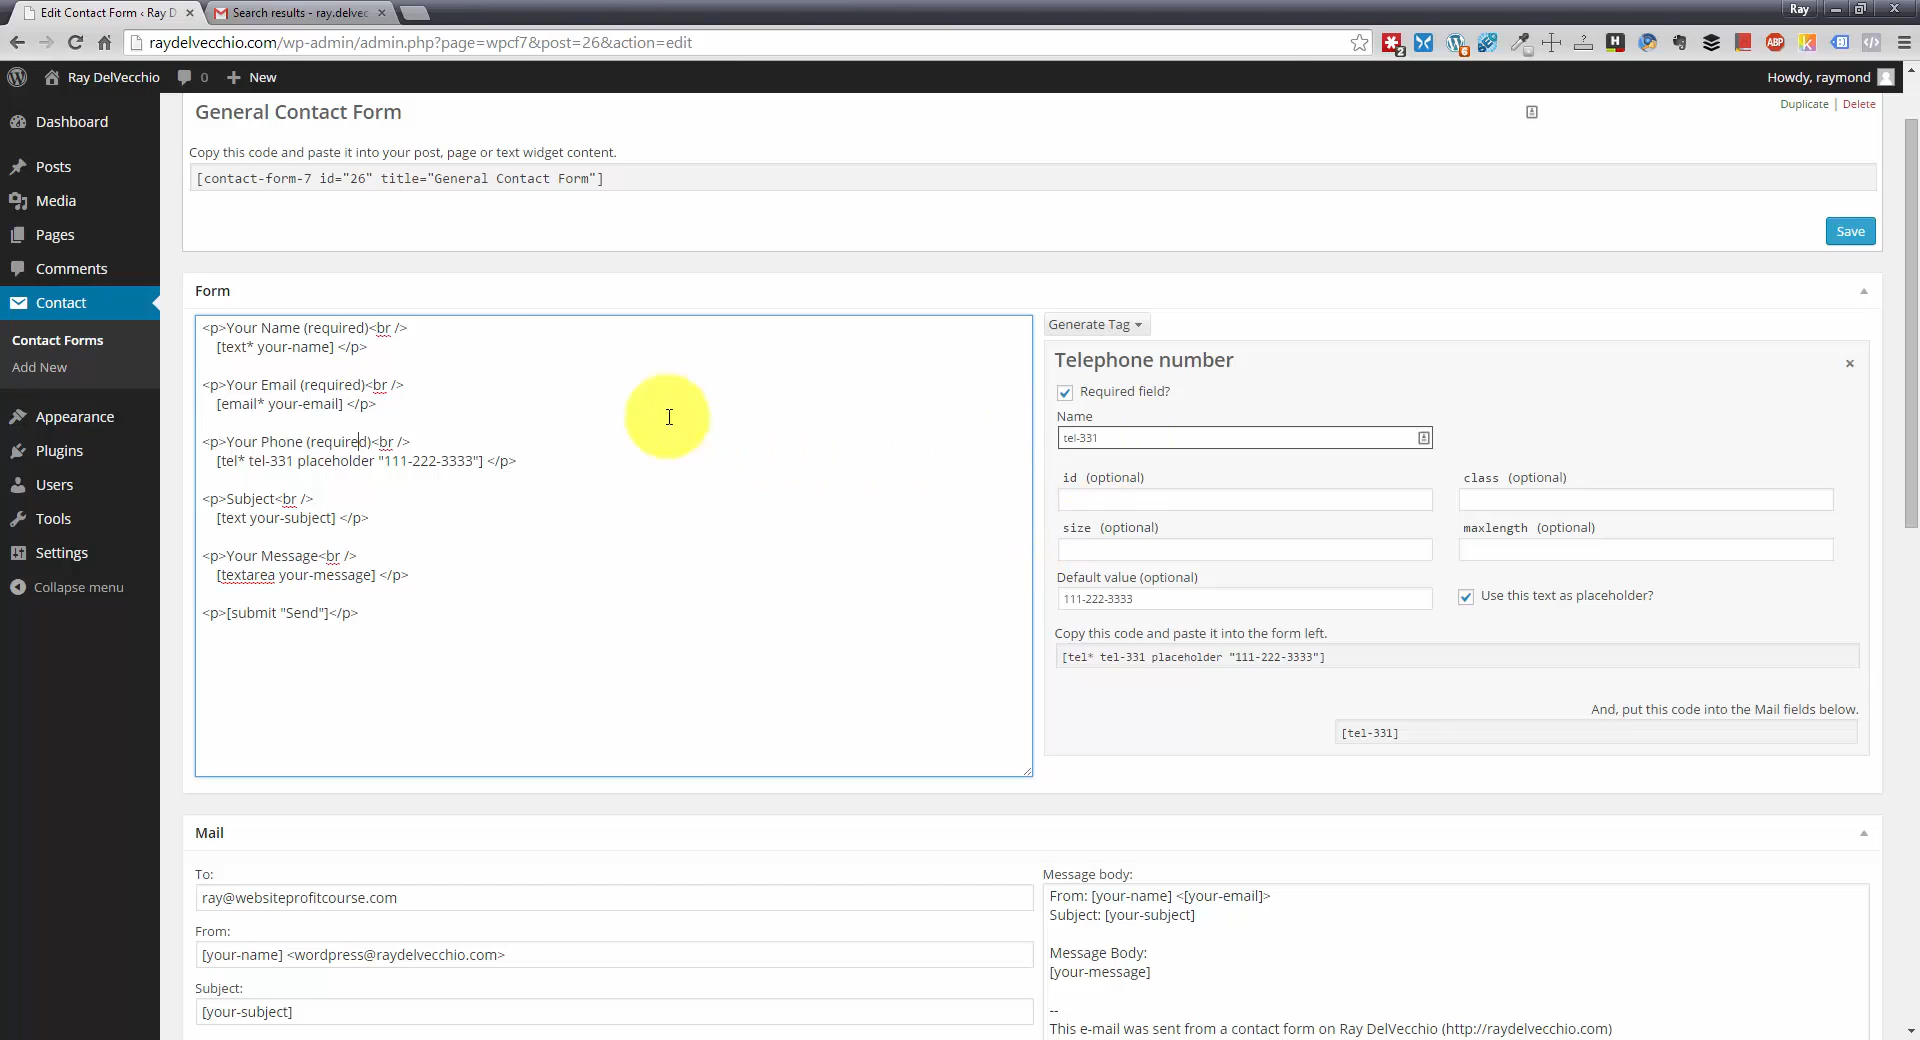 Edit Contact Form ‹ Ray D
Search results - ray.delvec
Ray
raydelvecchio.com/wp-admin/admin.php?page=wpcf7&post=26&action=edit
2
6
H
ABP
K
Ray DelVecchio
0
New
Howdy, raymond
Dashboard
Posts
Media
Pages
Comments
Contact
Contact Forms
Add New
Appearance
Plugins
Users
Tools
Settings
Collapse menu
General Contact Form
Duplicate | Delete
Copy this code and paste it into your post, page or text widget content.
[contact-form-7 id="26" title="General Contact Form"]
Save
Form
<p>Your Name (required)<br />
[text* your-name] </p>
<p>Your Email (required)<br />
[email* your-email] </p>
<p>Your Phone (required)<br />
[tel* tel-331 placeholder "111-222-3333"] </p>
<p>Subject<br />
[text your-subject] </p>
<p>Your Message<br />
[textarea your-message] </p>
<p>[submit "Send"]</p>
Generate Tag
Telephone number
Required field?
Name
tel-331
id (optional)
class (optional)
size (optional)
maxlength (optional)
Default value (optional)
111-222-3333
Use this text as placeholder?
Copy this code and paste it into the form left.
[tel* tel-331 placeholder "111-222-3333"]
And, put this code into the Mail fields below.
[tel-331]
Mail
To:
ray@websiteprofitcourse.com
From:
[your-name] <wordpress@raydelvecchio.com>
Subject:
[your-subject]
Message body:
From: [your-name] <[your-email]>
Subject: [your-subject]
Message Body:
[your-message]
--
This e-mail was sent from a contact form on Ray DelVecchio (http://raydelvecchio.com)